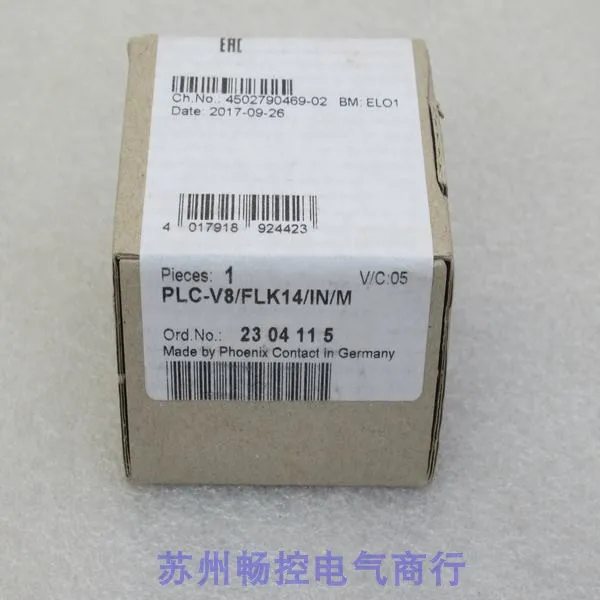 EAC
Ch.No.: 4502790469-02 BM: ELO1
Date: 2017-09-26
4 017918 924423
Pieces: 1 V/C:05
PLC-V8/FLK14/IN/M
Ord.No.: 23 04 11 5
Made by Phoenix Contact in Germany
苏州畅控电气商行